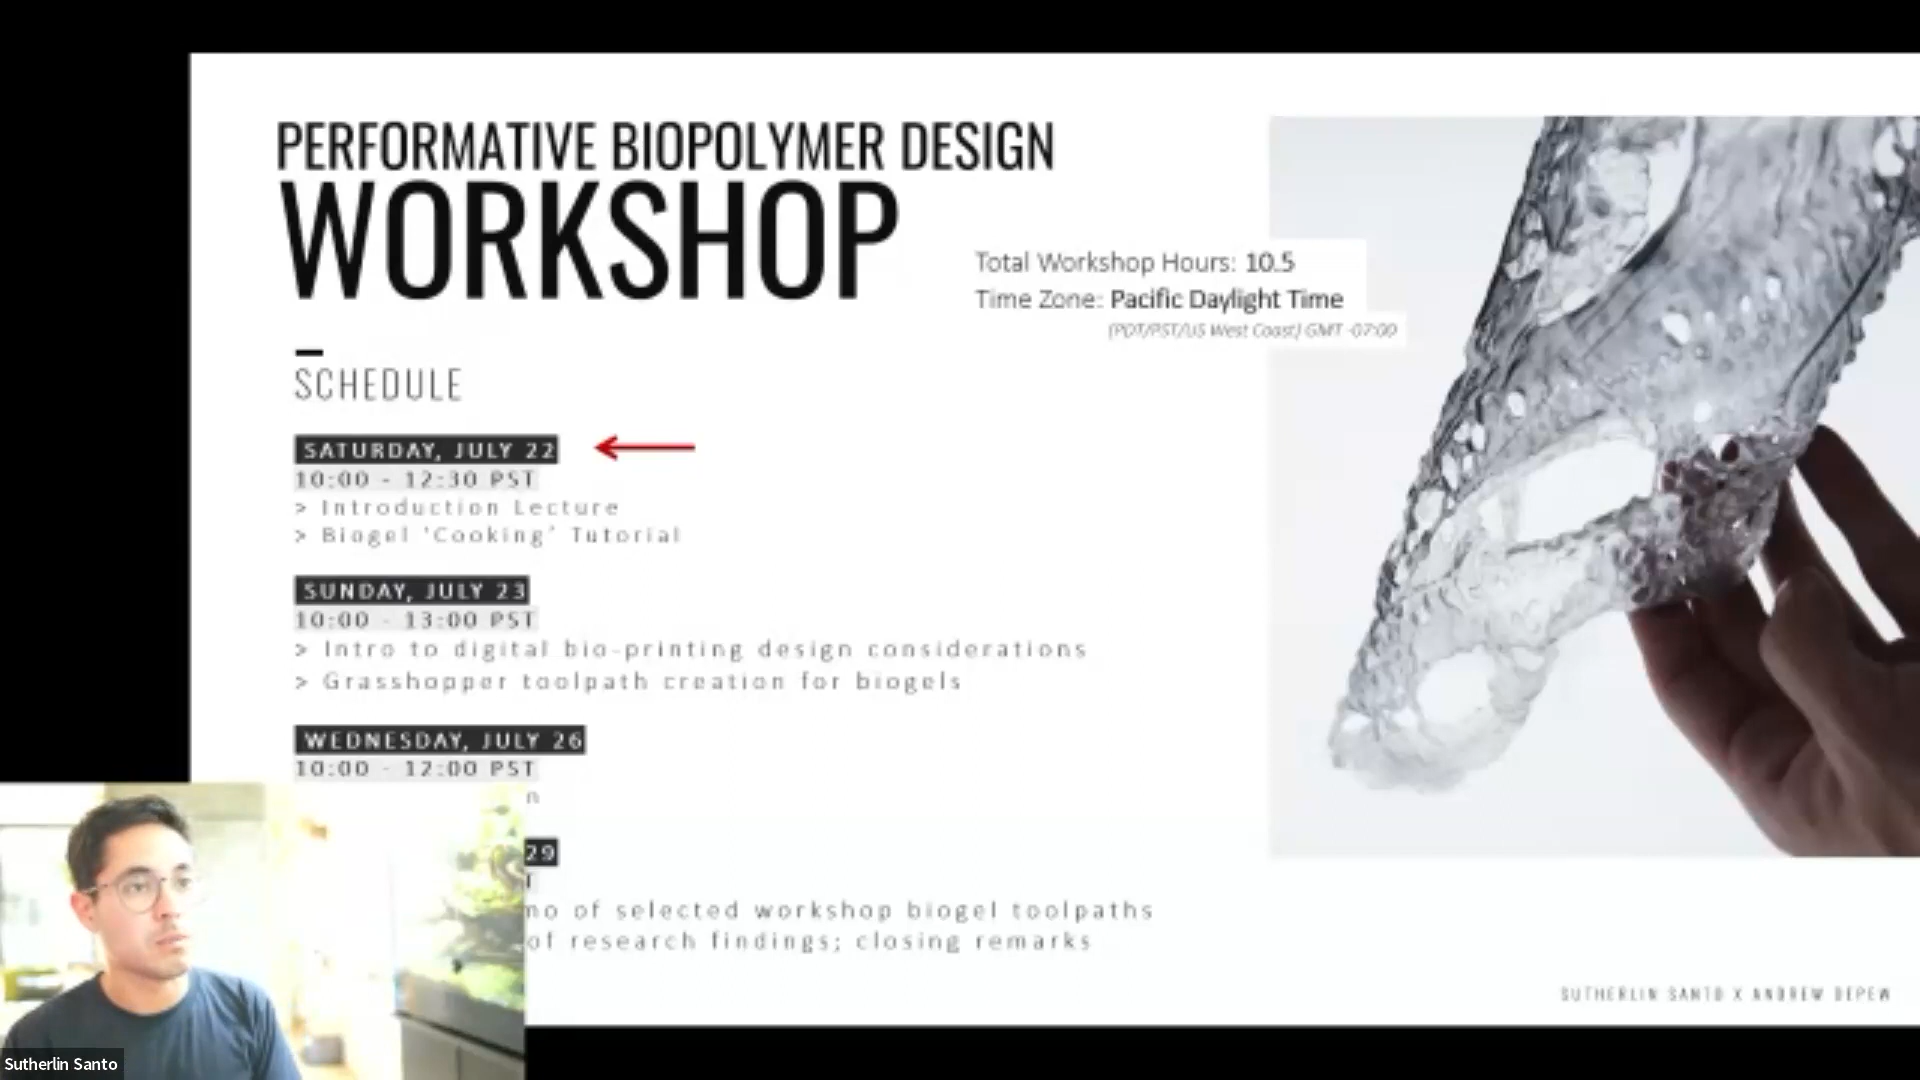 PERFORMATIVE BIOPOLYMER DESIGN
WORKSHOP
Total Workshop Hours: 10.5
Time Zone: Pacific Daylight Time
(PDT/PST/US West Coast) GMT -07:00
SCHEDULE
SATURDAY, JULY 22
10:00 - 12:30 PST
> Introduction Lecture
> Biogel 'Cooking' Tutorial
SUNDAY, JULY 23
10:00 - 13:00 PST
> Intro to digital bio-printing design considerations
> Grasshopper toolpath creation for biogels
WEDNESDAY, JULY 26
10:00 - 12:00 PST
29
of selected workshop biogel toolpaths
of research findings; closing remarks
SUTHERLIN SANTO X ANDREW DEPEW
Sutherlin Santo